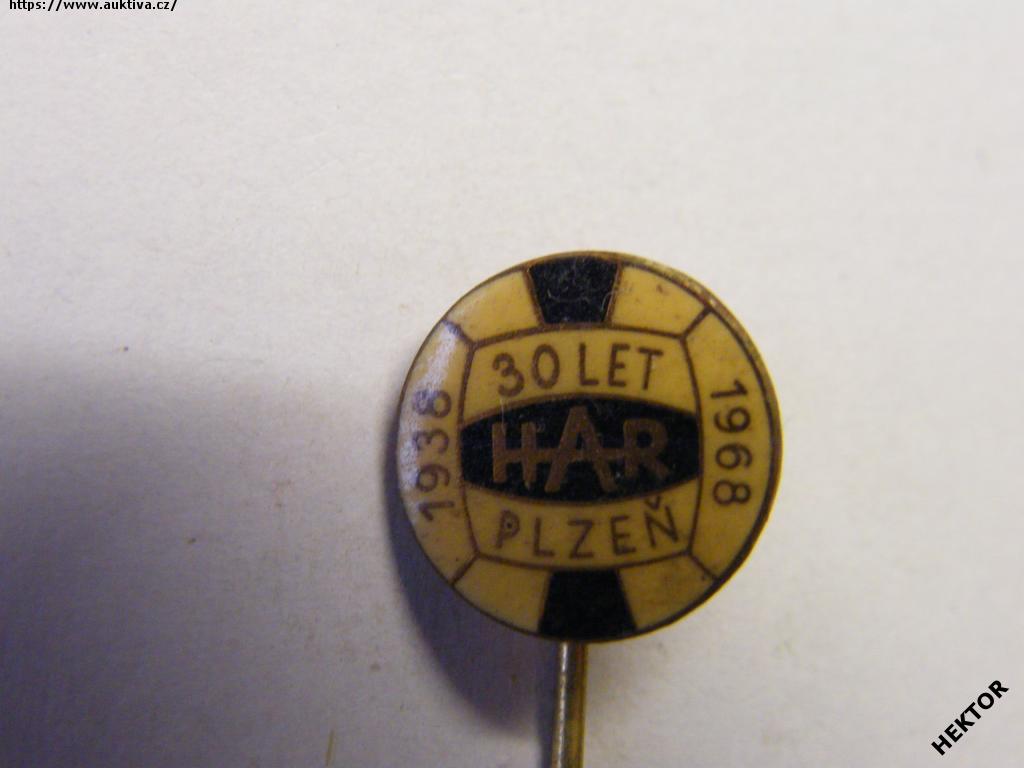 https://www.auktiva.cz/
30 LET
1938
HAR
1968
PLZEŇ
HEKTOR